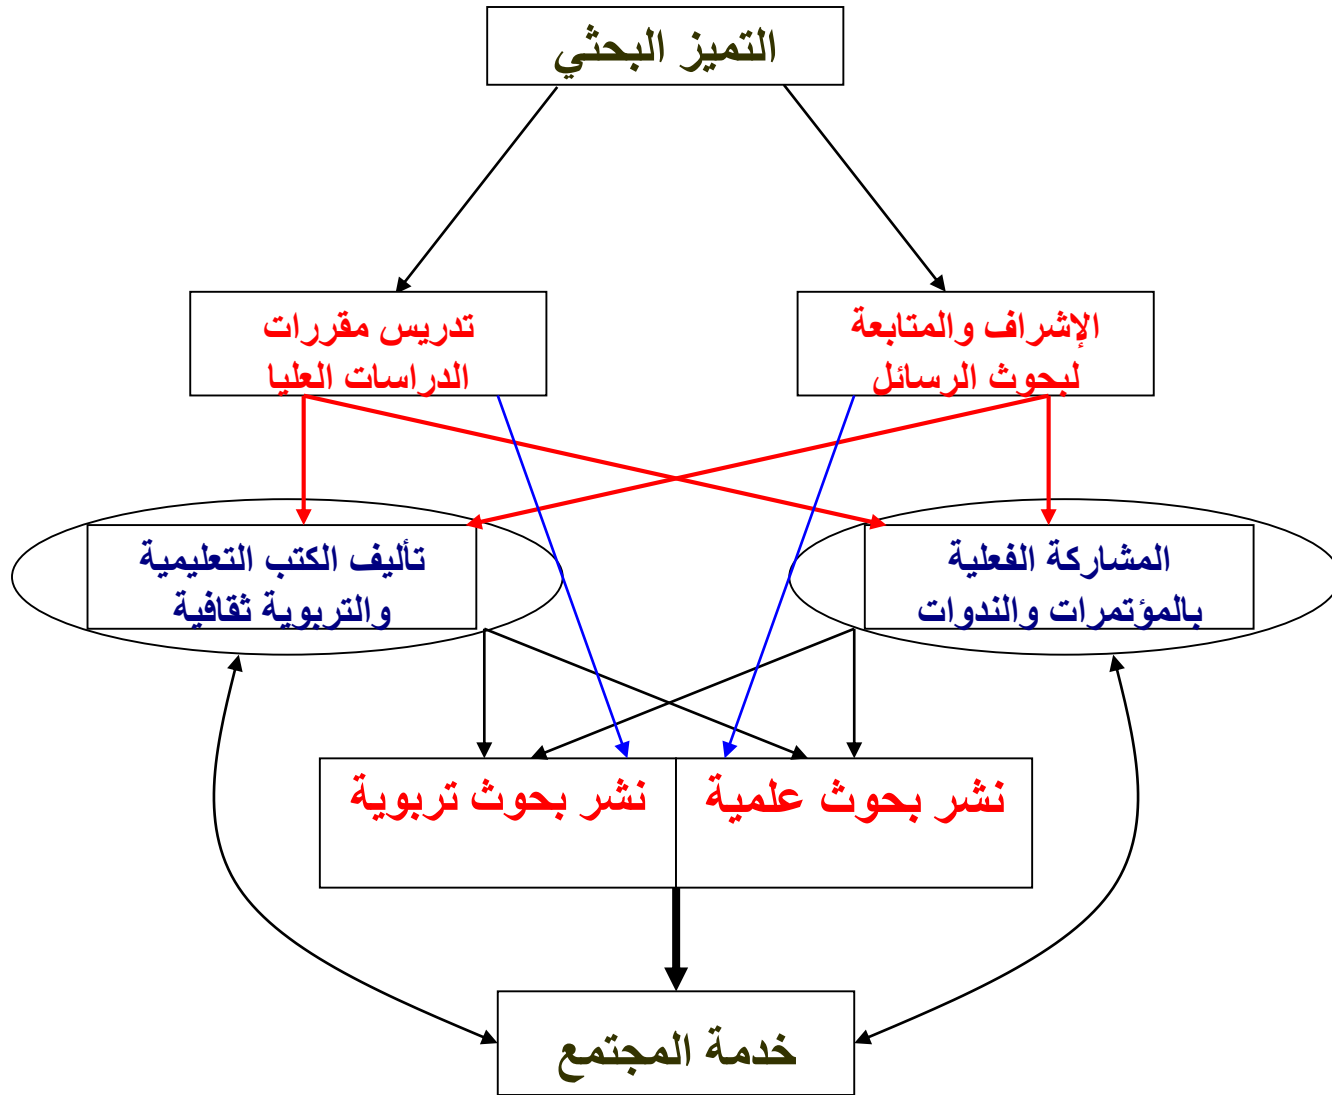 التميز البحثي
الإشراف والمتابعة
لبحوث الرسائل
تدريس مقررات
الدراسات العليا
المشاركة الفعلية
بالمؤتمرات والندوات
تأليف الكتب التعليمية
والتربوية ثقافية
نشر بحوث علمية
نشر بحوث تربوية
خدمة المجتمع